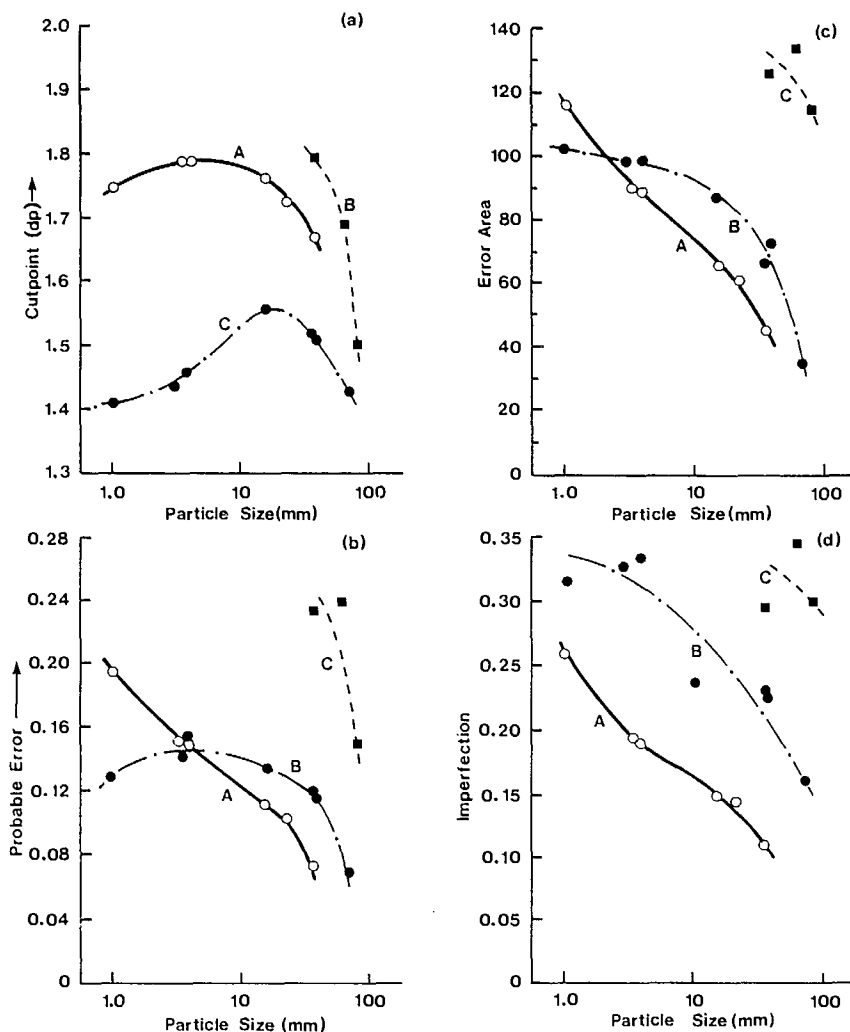 (a)
2.0
1.9
1.8
1.7
1.6
1.5
1.4
1.3
Cutpoint (dp)
A
B
C
1.0
10
100
Particle Size(mm)
(c)
140
120
100
80
60
40
20
0
Error Area
C
B
A
1.0
10
100
Particle Size (mm)
(b)
0.28
0.24
0.20
0.16
0.12
0.08
0.04
0
Probable Error
C
B
A
1.0
10
100
Particle Size (mm)
(d)
0.35
0.30
0.25
0.20
0.15
0.10
0.05
0.00
Imperfection
C
B
A
1.0
10
100
Particle Size (mm)